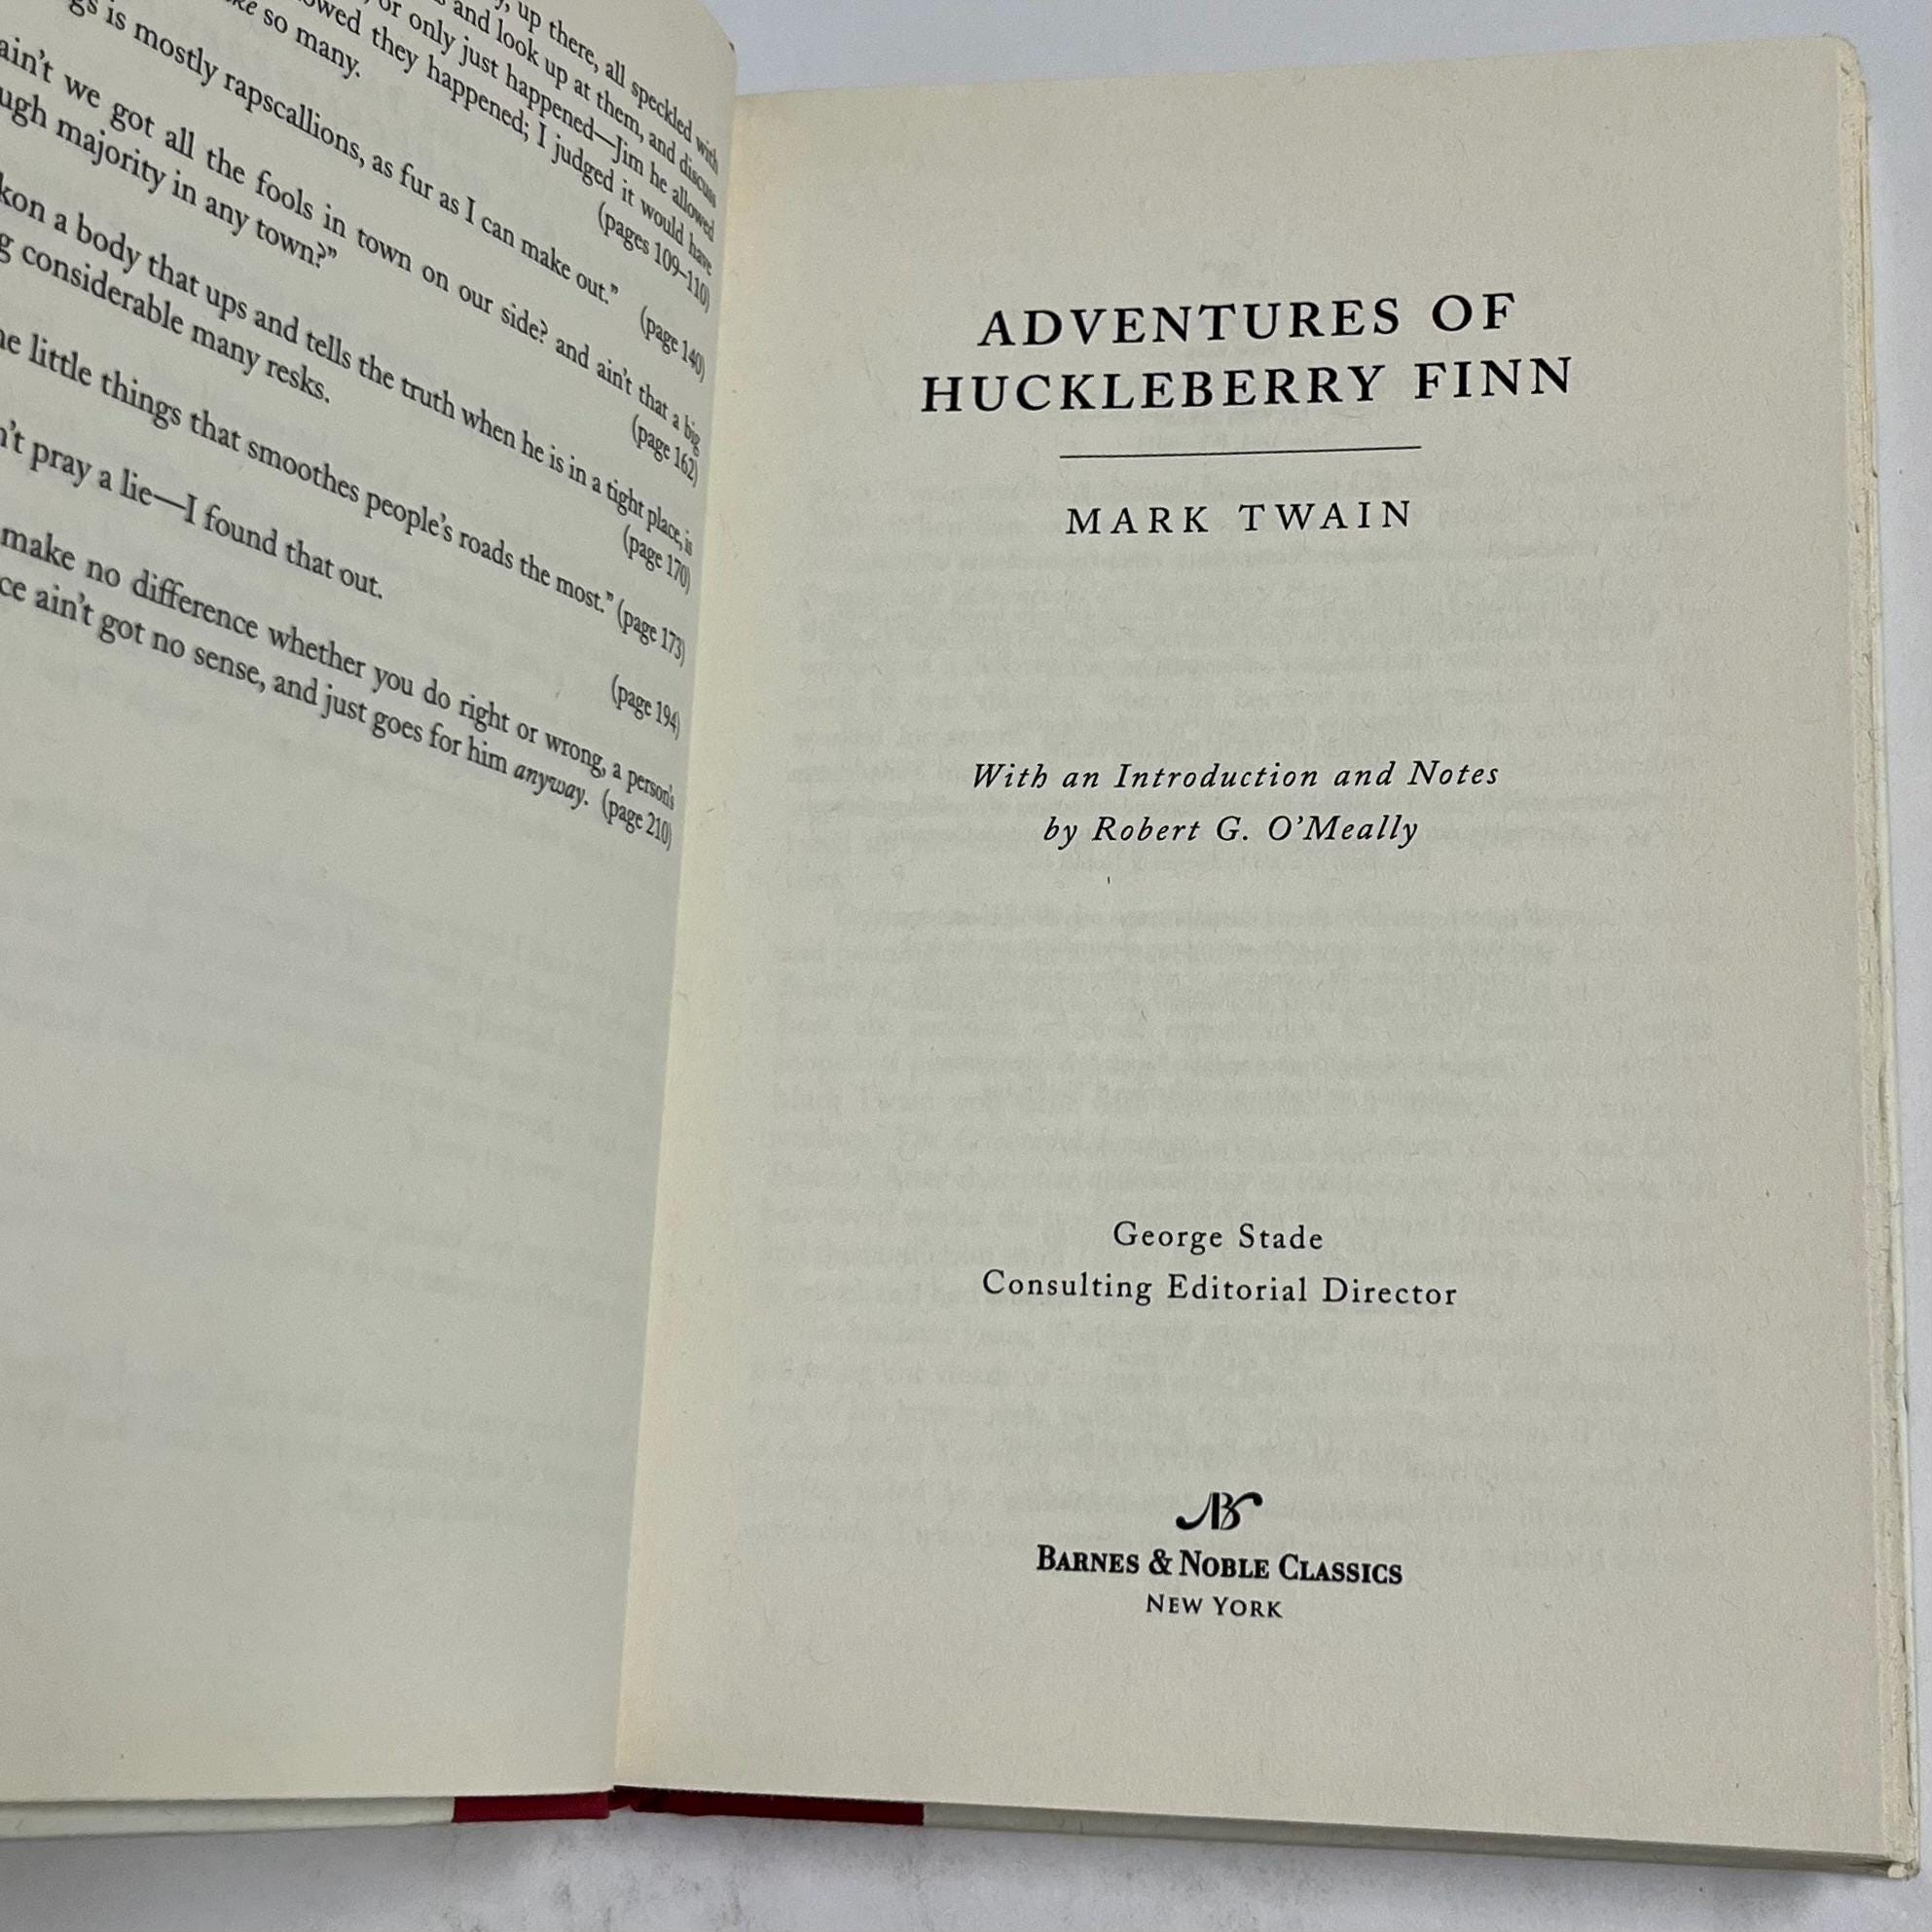 up there, all speckled with
and look up at them, and discuss
or only just happened—Jim he allowed
owed they happened; I judged it would have
so many.
(pages 109–110)
is mostly rapscallions, as fur as I can make out.”
(page 140)
ain’t we got all the fools in town on our side? and ain’t that a big
ugh majority in any town?”
(page 162)
kon a body that ups and tells the truth when he is in a tight place, is
g considerable many resks.
(page 170)
he little things that smoothes people’s roads the most.” (page 173)
n’t pray a lie—I found that out.
(page 194)
make no difference whether you do right or wrong, a person’s
ce ain’t got no sense, and just goes for him anyway. (page 210)
ADVENTURES OF
HUCKLEBERRY FINN
MARK TWAIN
With an Introduction and Notes
by Robert G. O’Meally
George Stade
Consulting Editorial Director
BARNES & NOBLE CLASSICS
NEW YORK